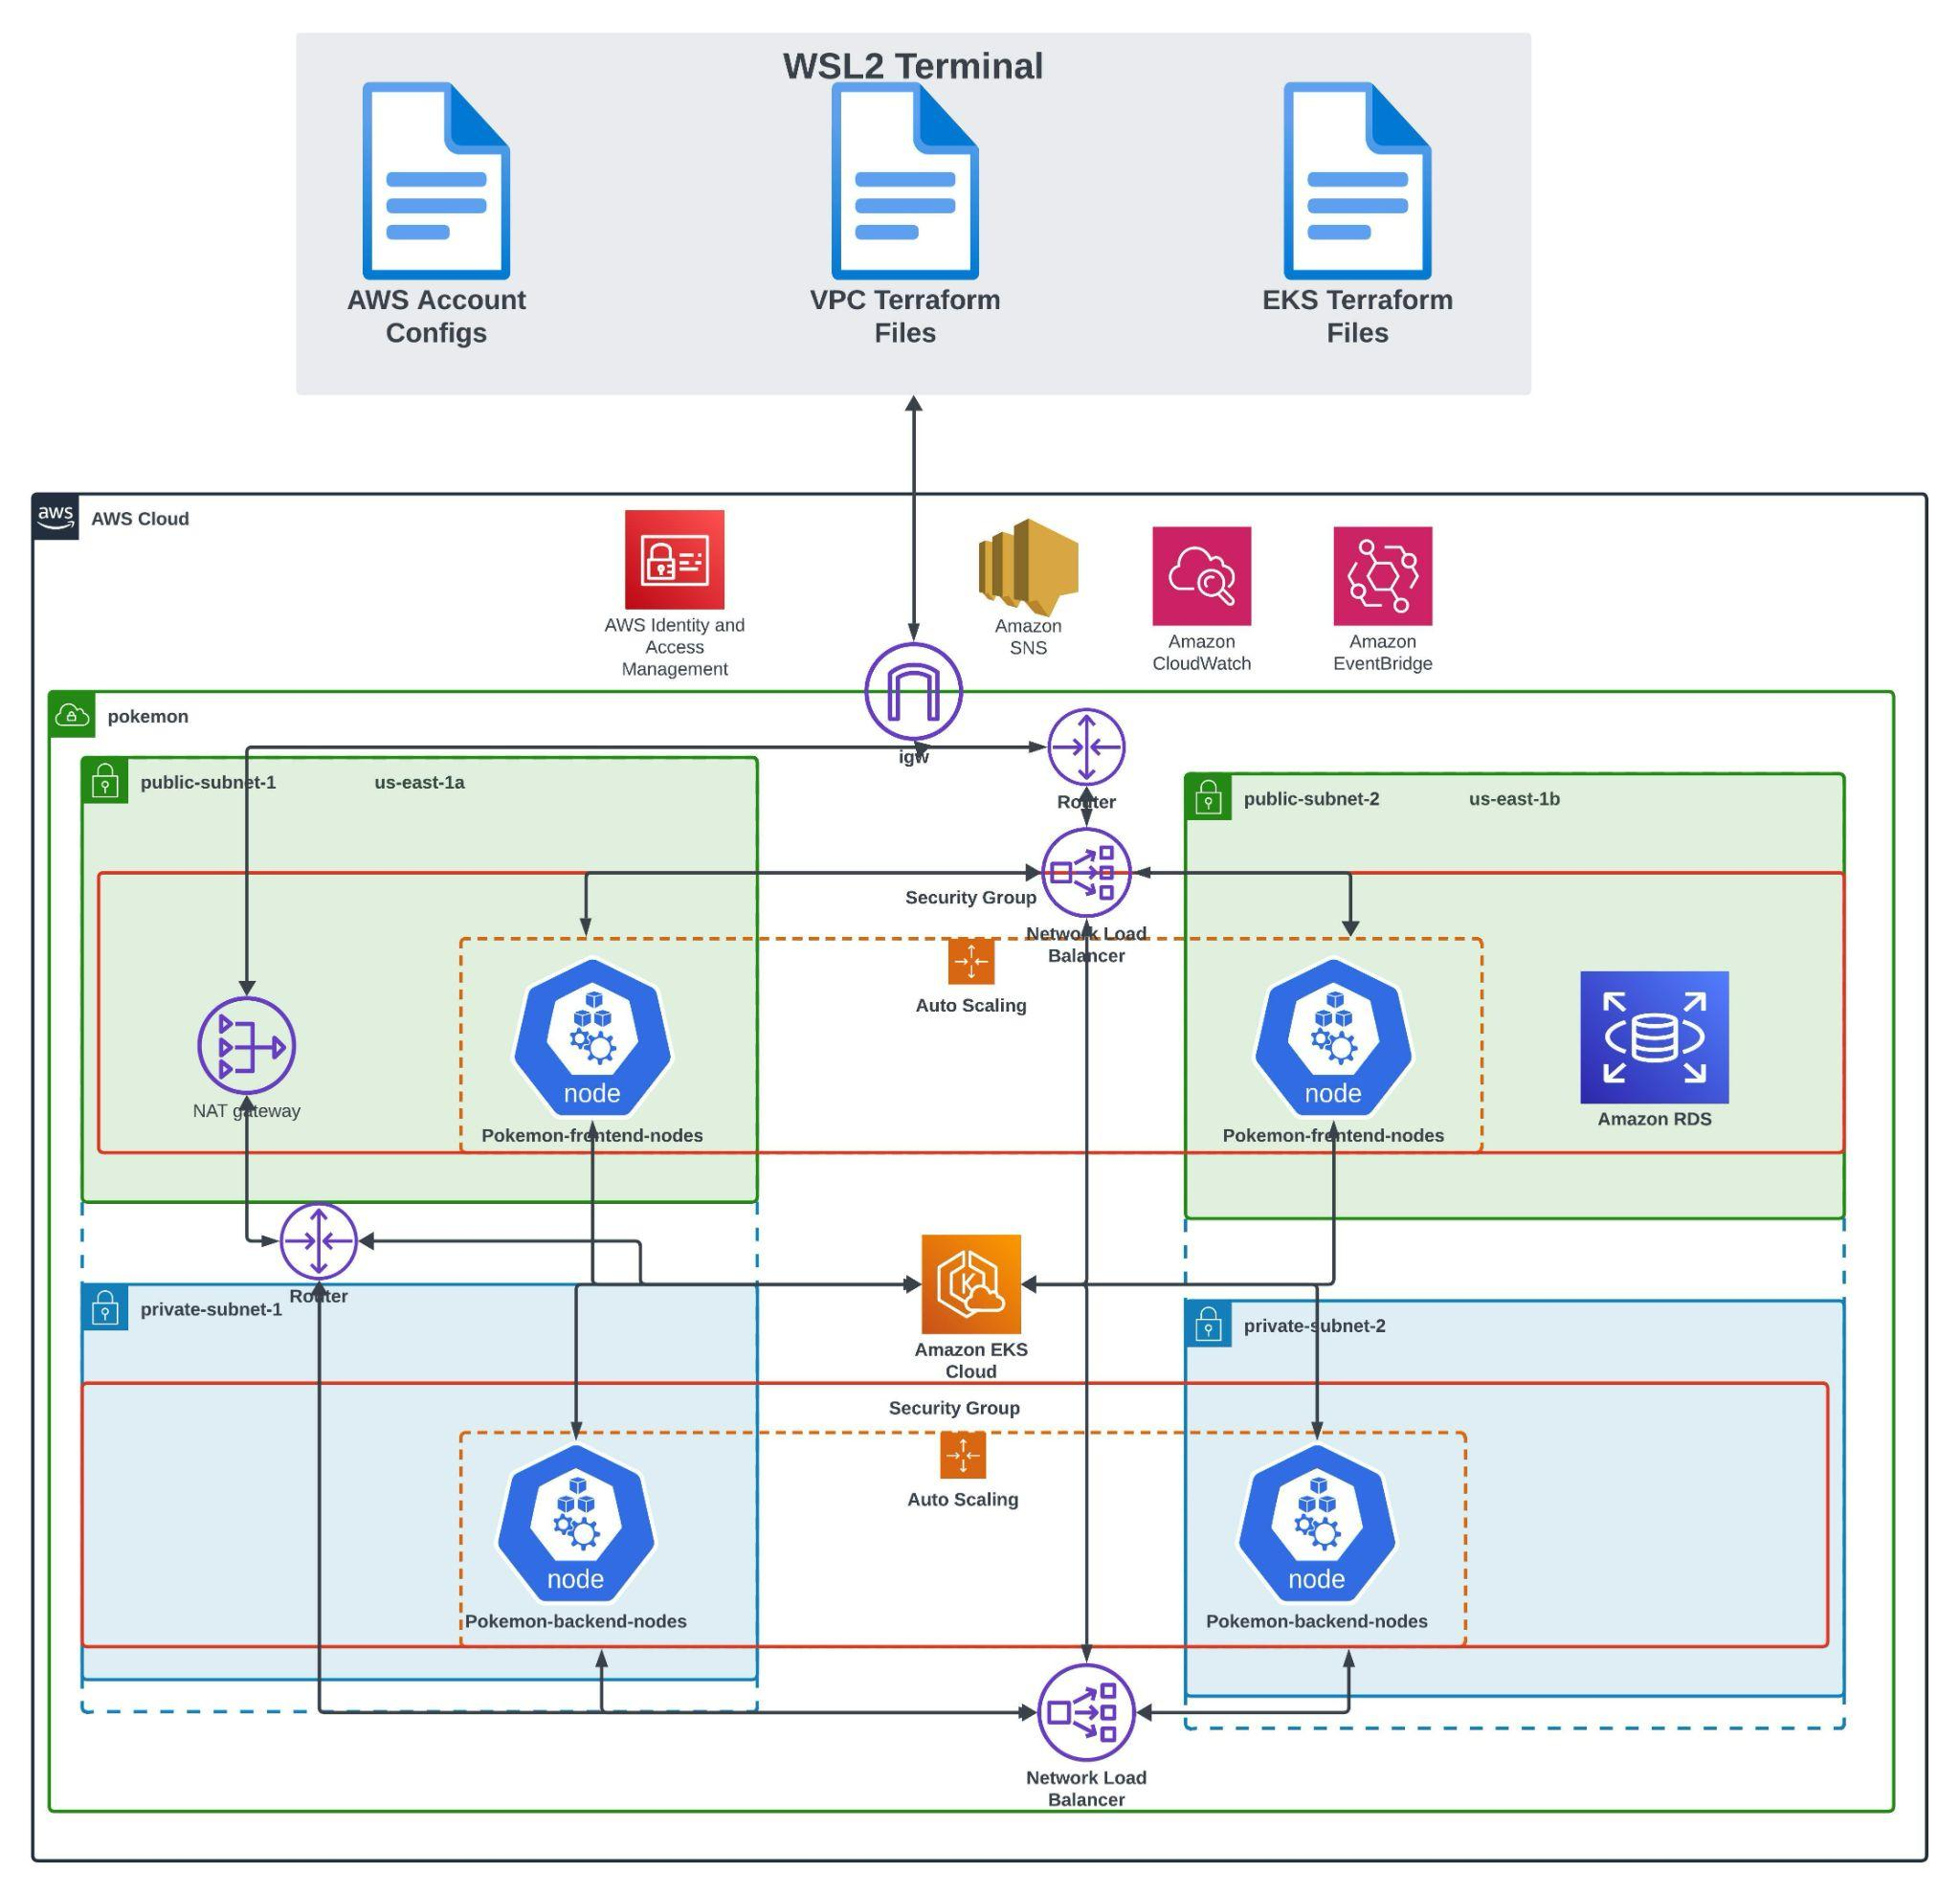 WSL2 Terminal
AWS Account
Configs
VPC Terraform
Files
EKS Terraform
Files
aws
AWS Cloud
AWS Identity and
Access
Management
Amazon
SNS
Amazon
CloudWatch
Amazon
EventBridge
pokemon
igw
Router
public-subnet-1
us-east-1a
public-subnet-2
us-east-1b
Security Group
Network Load
Balancer
Auto Scaling
NAT gateway
node
Pokemon-frontend-nodes
node
Pokemon-frontend-nodes
Amazon RDS
Router
private-subnet-1
K
Amazon EKS
Cloud
private-subnet-2
Security Group
Auto Scaling
node
Pokemon-backend-nodes
node
Pokemon-backend-nodes
Network Load
Balancer